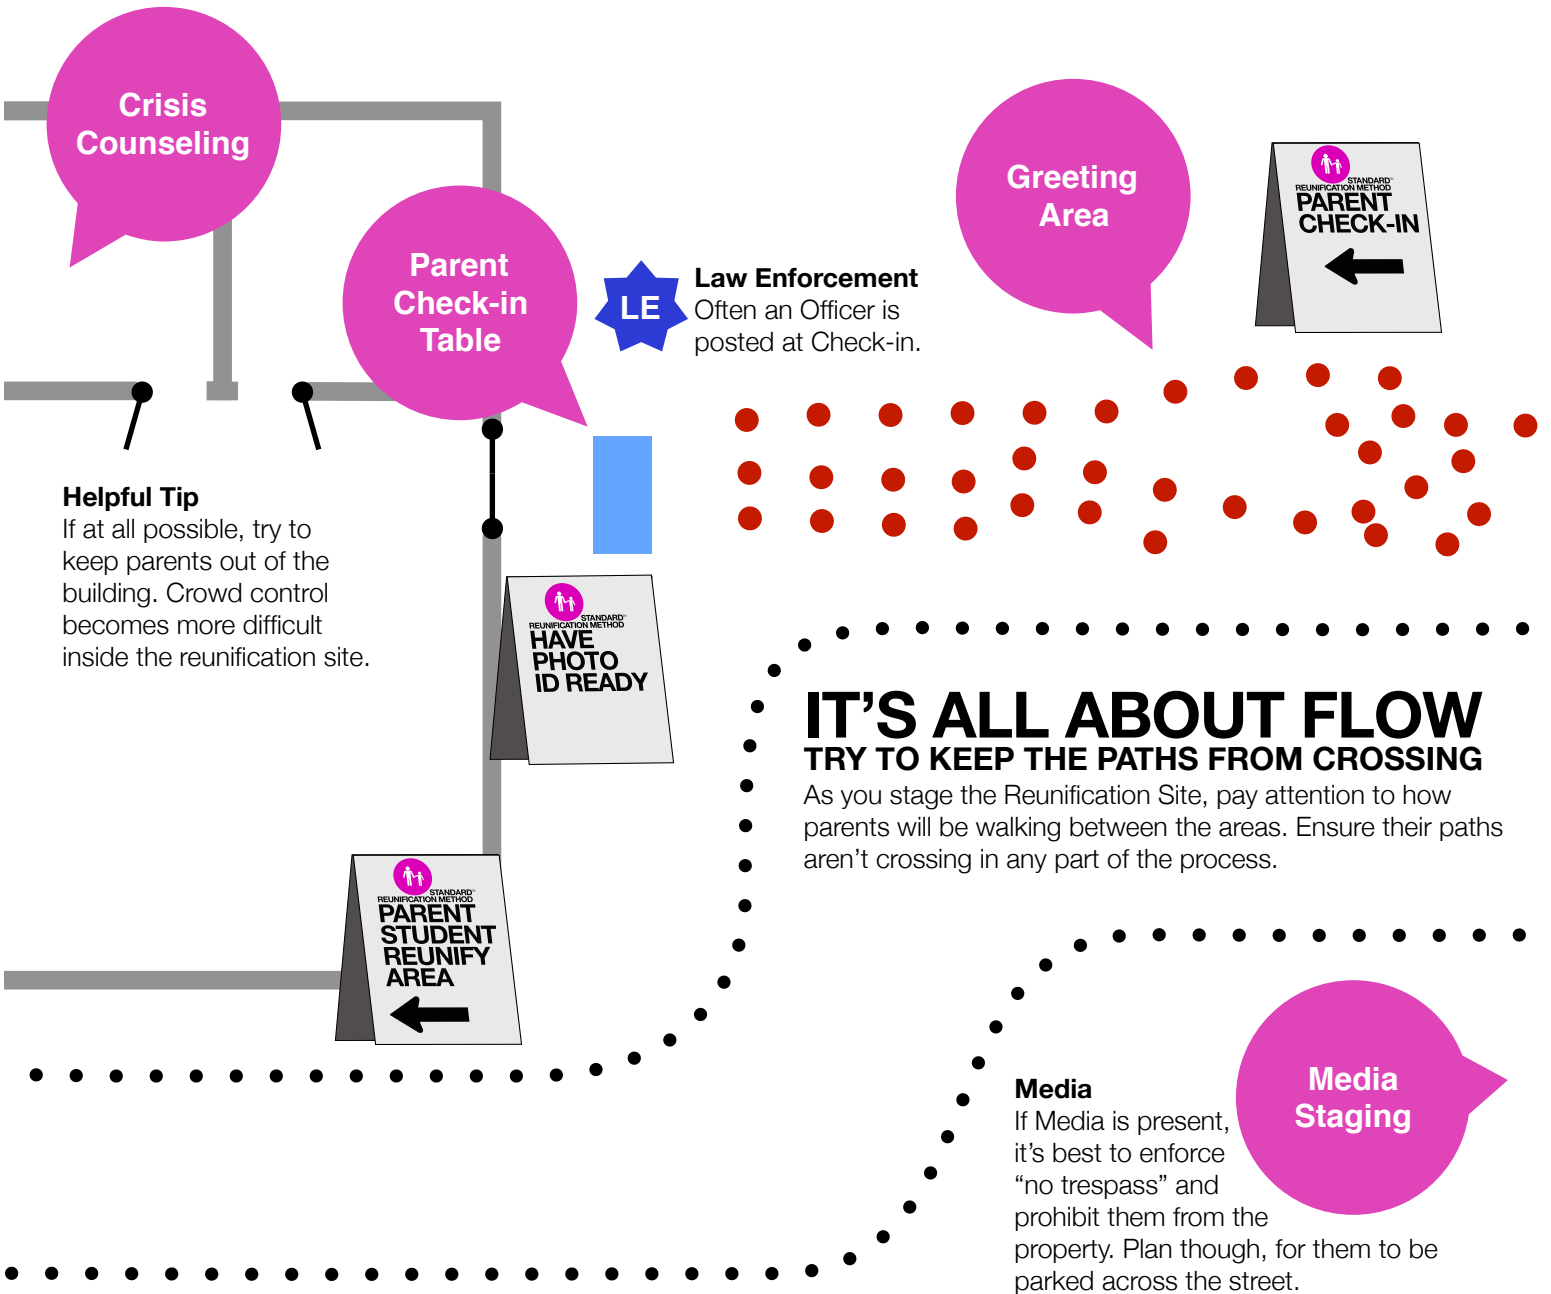 Crisis
Counseling
Parent
Check-in
Table
LE
Law Enforcement
Often an Officer is
posted at Check-in.
Greeting
Area
STANDARD™
REUNIFICATION METHOD
PARENT
CHECK-IN
Helpful Tip
If at all possible, try to
keep parents out of the
building. Crowd control
becomes more difficult
inside the reunification site.
STANDARD™
REUNIFICATION METHOD
HAVE
PHOTO
ID READY
IT’S ALL ABOUT FLOW
TRY TO KEEP THE PATHS FROM CROSSING
As you stage the Reunification Site, pay attention to how
parents will be walking between the areas. Ensure their paths
aren’t crossing in any part of the process.
STANDARD™
REUNIFICATION METHOD
PARENT
STUDENT
REUNIFY
AREA
Media
If Media is present,
it’s best to enforce
“no trespass” and
prohibit them from the
property. Plan though, for them to be
parked across the street.
Media
Staging